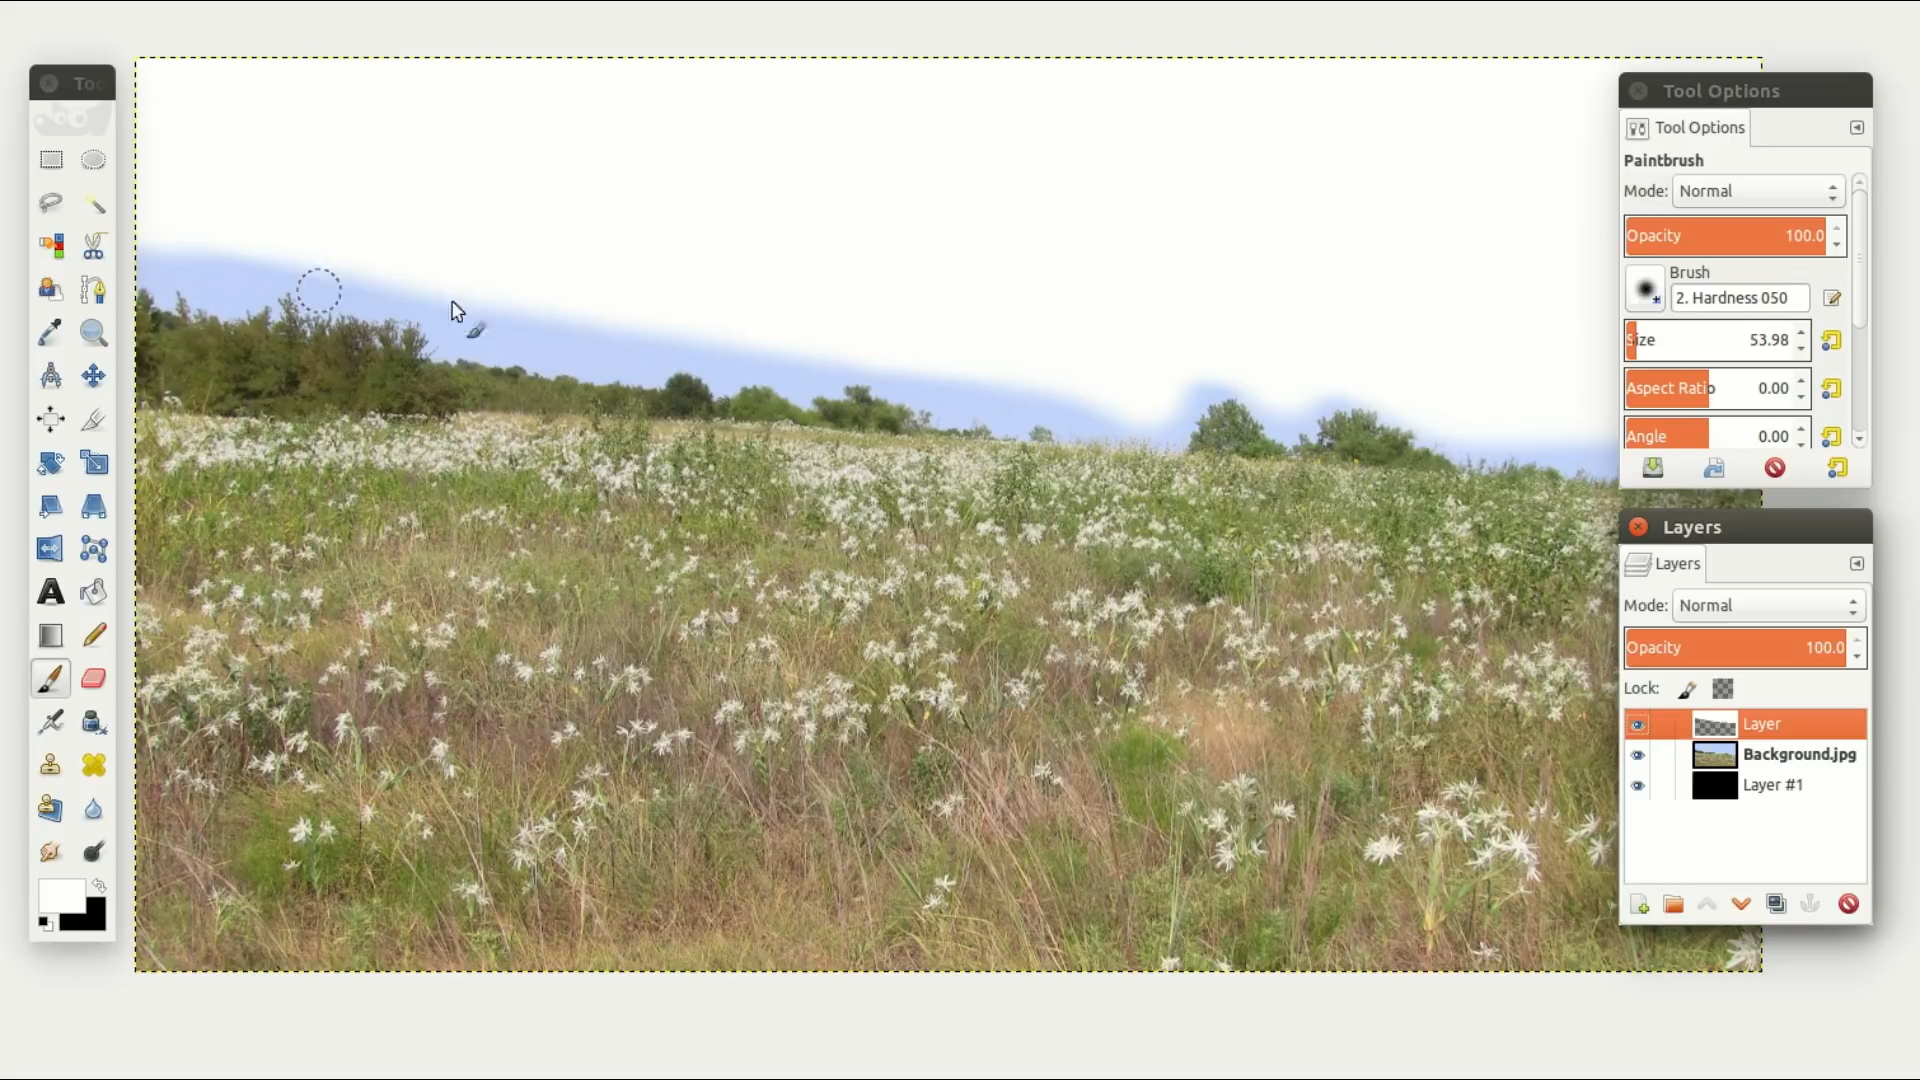 Too
Tool Options
Tool Options
Paintbrush
Mode: Normal
Opacity 100.0
Brush
2. Hardness 050
Size 53.98
Aspect Ratio 0.00
Angle 0.00
Layers
Layers
Mode: Normal
Opacity 100.0
Lock:
Layer
Background.jpg
Layer #1